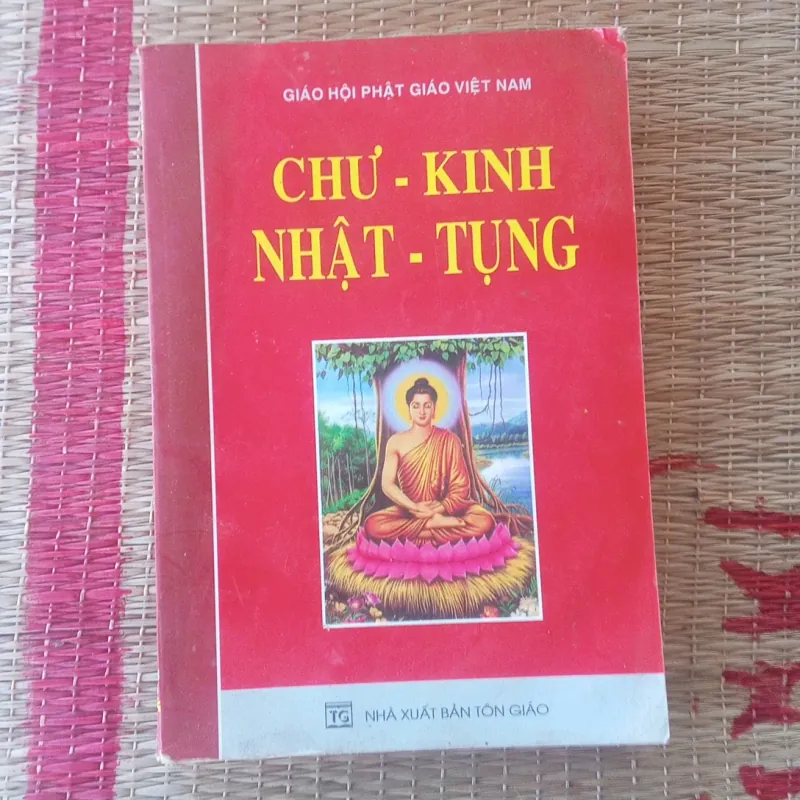 GIÁO HỘI PHẬT GIÁO VIỆT NAM
CHƯ - KINH
NHẬT - TỤNG
TG NHÀ XUẤT BẢN TÔN GIÁO